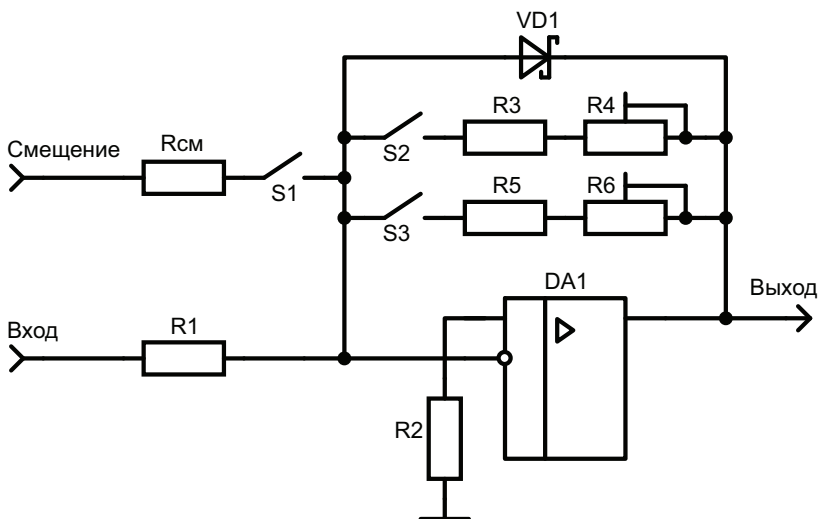 VD1
R3
R4
S2
Смещение
Rсм
S1
R5
R6
S3
DA1
Выход
Вход
R1
R2